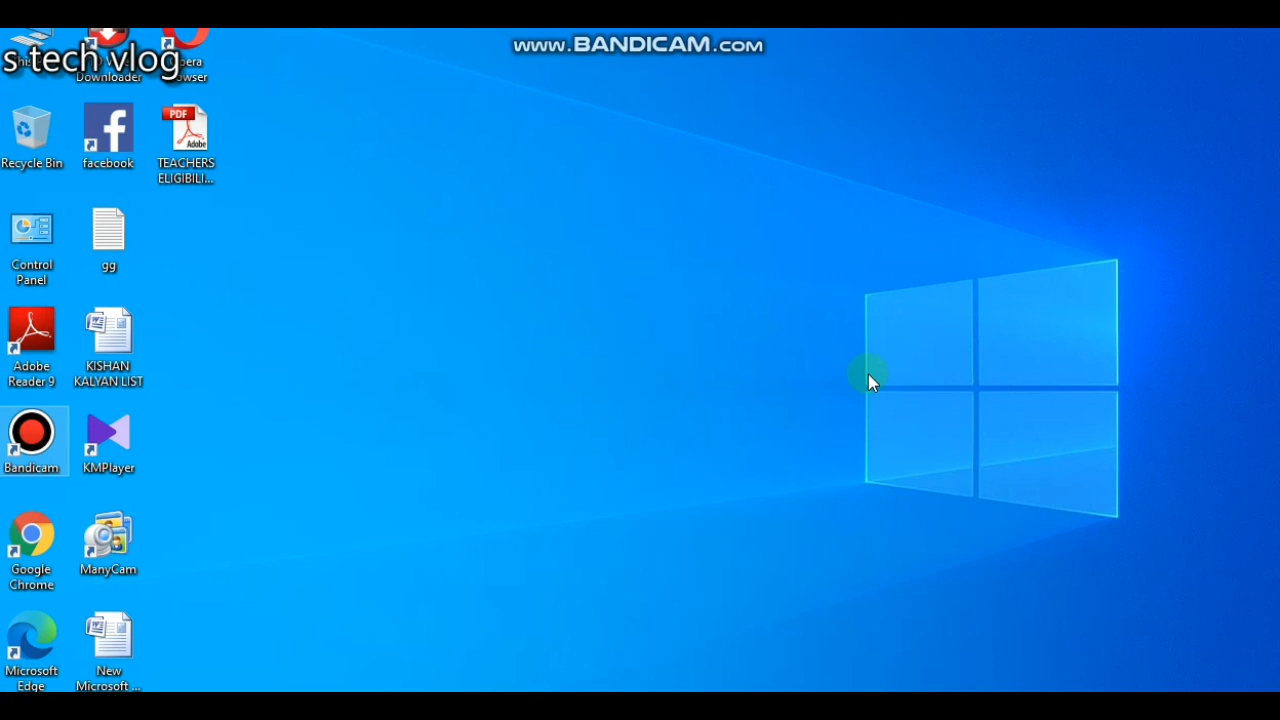 www.BANDICAM.com
s tech vlog
Downloader
Recycle Bin
facebook
PDF
Adobe
TEACHERS
ELIGIBILI...
Control
Panel
gg
Adobe
Reader 9
KISHAN
KALYAN LIST
Bandicam
KMPlayer
Google
Chrome
ManyCam
Microsoft
Edge
New
Microsoft ...